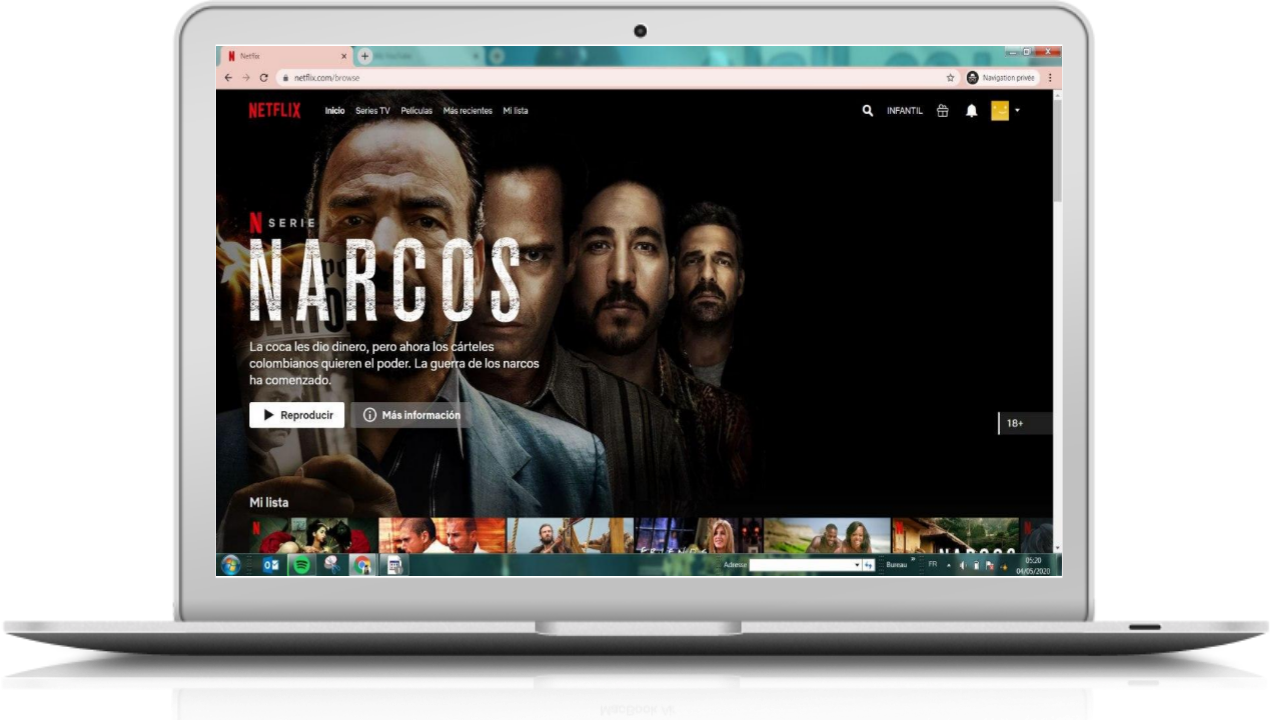 Netflix
netflix.com/browse
Navigation privée
NETFLIX
Inicio Series TV Películas Más recientes Mi lista
INFANTIL
N SERIE
NARCOS
La coca les dio dinero, pero ahora los cárteles
colombianos quieren el poder. La guerra de los narcos
ha comenzado.
Reproducir
Más información
18+
Mi lista
FRIENDS
NARCOS
Adresse
Bureau
FR
05:20
04/05/2020